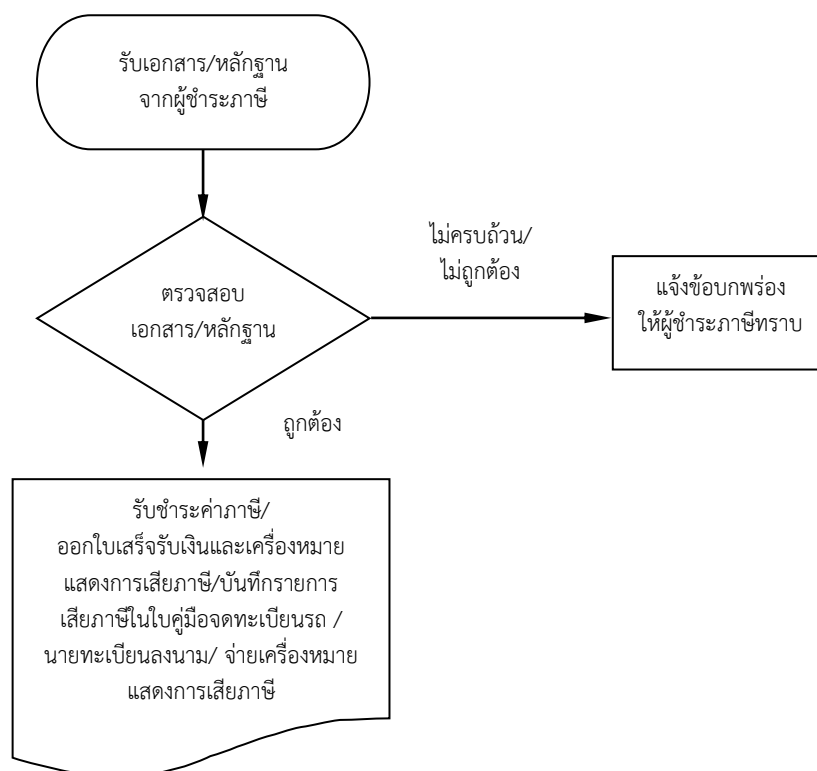 รับเอกสาร/หลักฐาน
จากผู้ชำระภาษี
ไม่ครบถ้วน/
ไม่ถูกต้อง
ตรวจสอบ
เอกสาร/หลักฐาน
แจ้งข้อบกพร่อง
ให้ผู้ชำระภาษีทราบ
ถูกต้อง
รับชำระค่าภาษี/
ออกใบเสร็จรับเงินและเครื่องหมาย
แสดงการเสียภาษี/บันทึกรายการ
เสียภาษีในใบคู่มือจดทะเบียนรถ /
นายทะเบียนลงนาม/ จ่ายเครื่องหมาย
แสดงการเสียภาษี